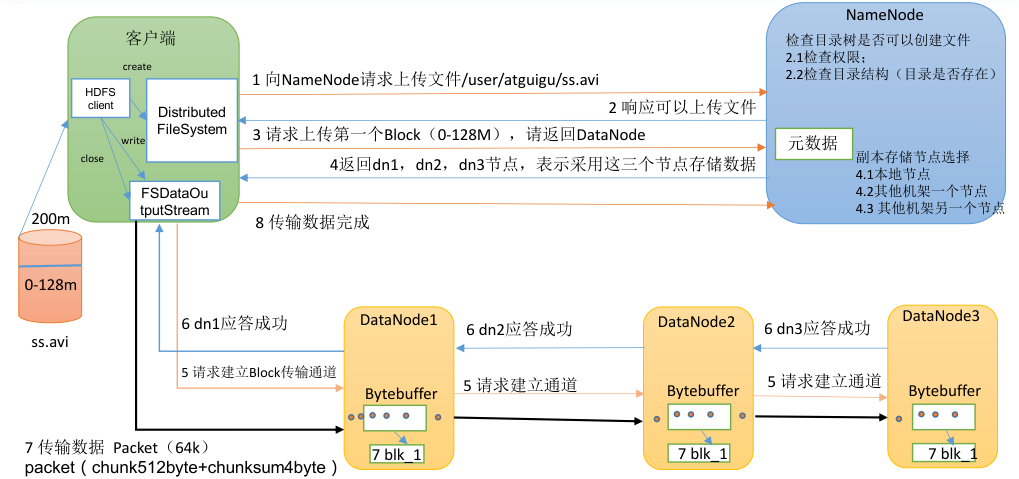 客户端
create
HDFS
client
Distributed
FileSystem
write
close
FSDataOu
tputStream
200m
0-128m
ss.avi
1 向NameNode请求上传文件/user/atguigu/ss.avi
2 响应可以上传文件
3 请求上传第一个Block（0-128M），请返回DataNode
4返回dn1，dn2，dn3节点，表示采用这三个节点存储数据
8 传输数据完成
NameNode
检查目录树是否可以创建文件
2.1检查权限；
2.2检查目录结构（目录是否存在）
元数据
副本存储节点选择
4.1本地节点
4.2其他机架一个节点
4.3 其他机架另一个节点
6 dn1应答成功
5 请求建立Block传输通道
DataNode1
Bytebuffer
7 blk_1
6 dn2应答成功
5 请求建立通道
DataNode2
Bytebuffer
7 blk_1
6 dn3应答成功
5 请求建立通道
DataNode3
Bytebuffer
7 blk_1
7 传输数据 Packet（64k）
packet（chunk512byte+chunksum4byte）